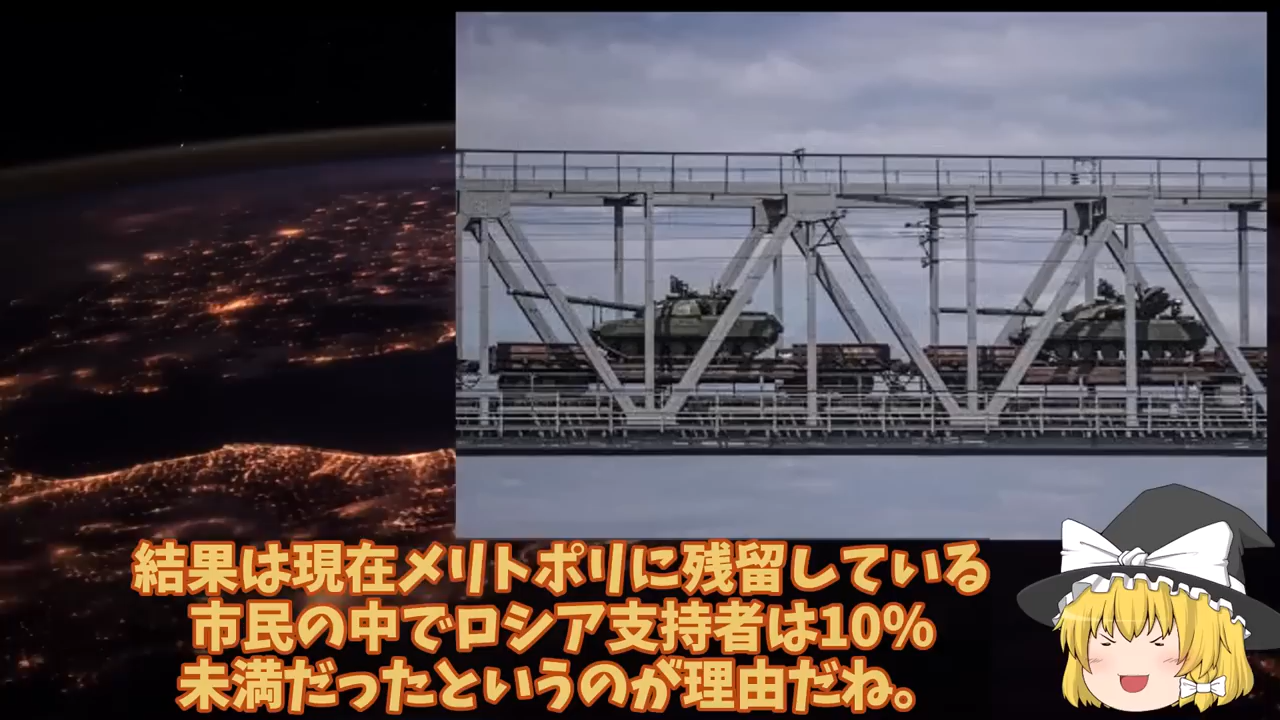 結果は現在メリトポリに残留している
市民の中でロシア支持者は10%
未満だったというのが理由だね。